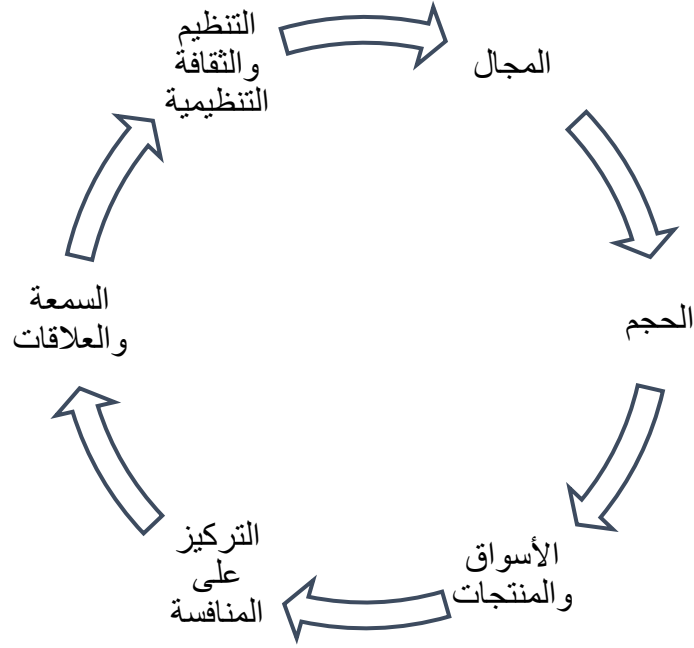 المجال
الحجم
الأسواق
والمنتجات
التركيز
على
المنافسة
السمعة
والعلاقات
التنظيم
والثقافة
التنظيمية